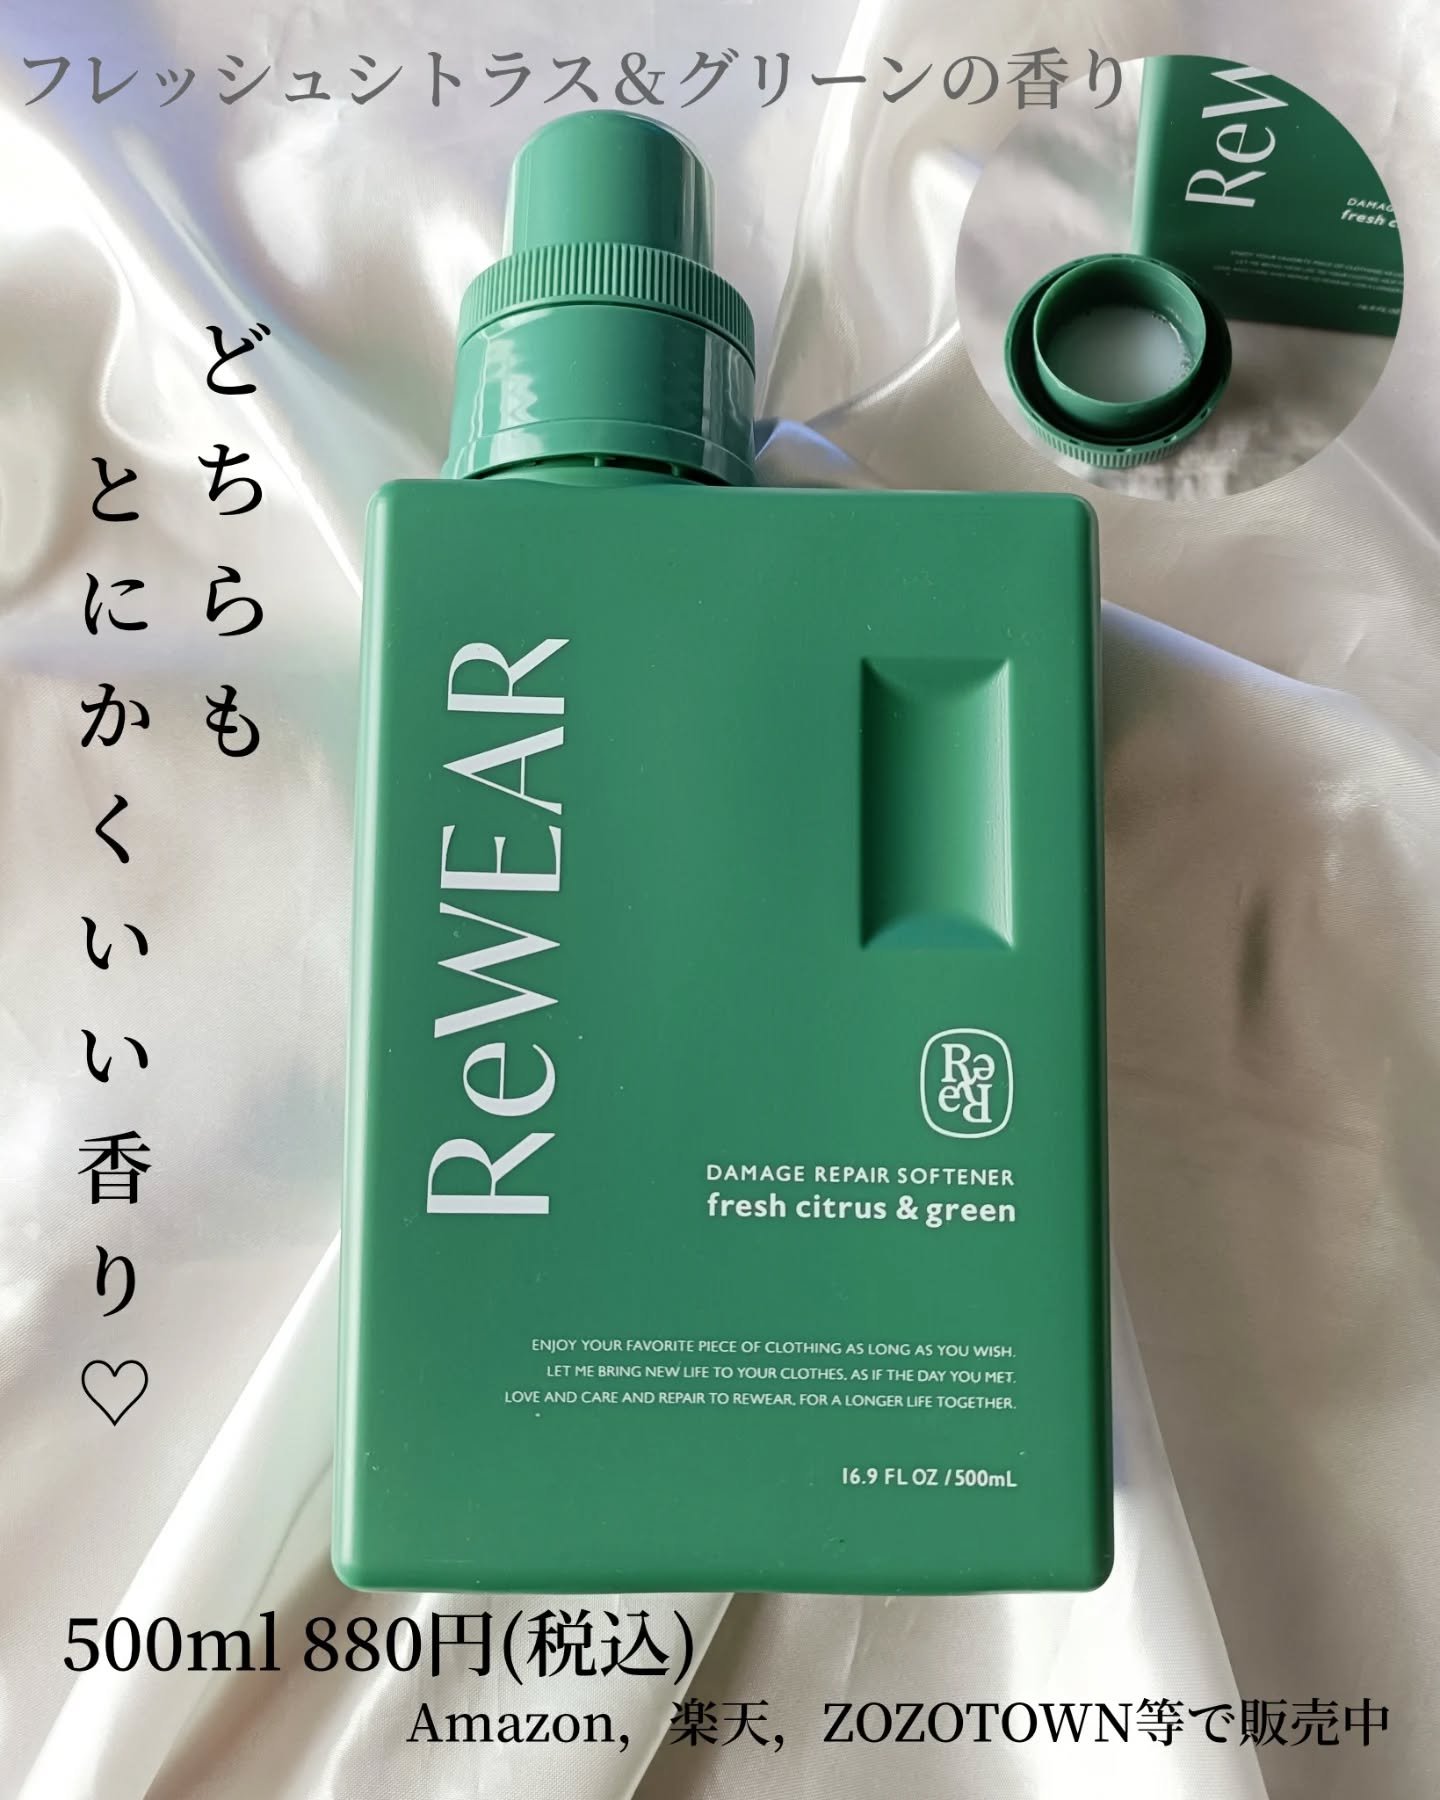 フレッシュシトラス＆グリーンの香り
どちらも
とにかくいい香り♡
ReWEAR
ReRe
DAMAGE REPAIR SOFTENER
fresh citrus & green
ENJOY YOUR FAVORITE PIECE OF CLOTHING AS LONG AS YOU WISH.
LET ME BRING NEW LIFE TO YOUR CLOTHES, AS IF THE DAY YOU MET.
LOVE AND CARE AND REPAIR TO REWEAR, FOR A LONGER LIFE TOGETHER.
16.9 FL OZ / 500mL
ReW
DAMAG
fresh c
500ml 880円(税込)
Amazon，楽天，ZOZOTOWN等で販売中